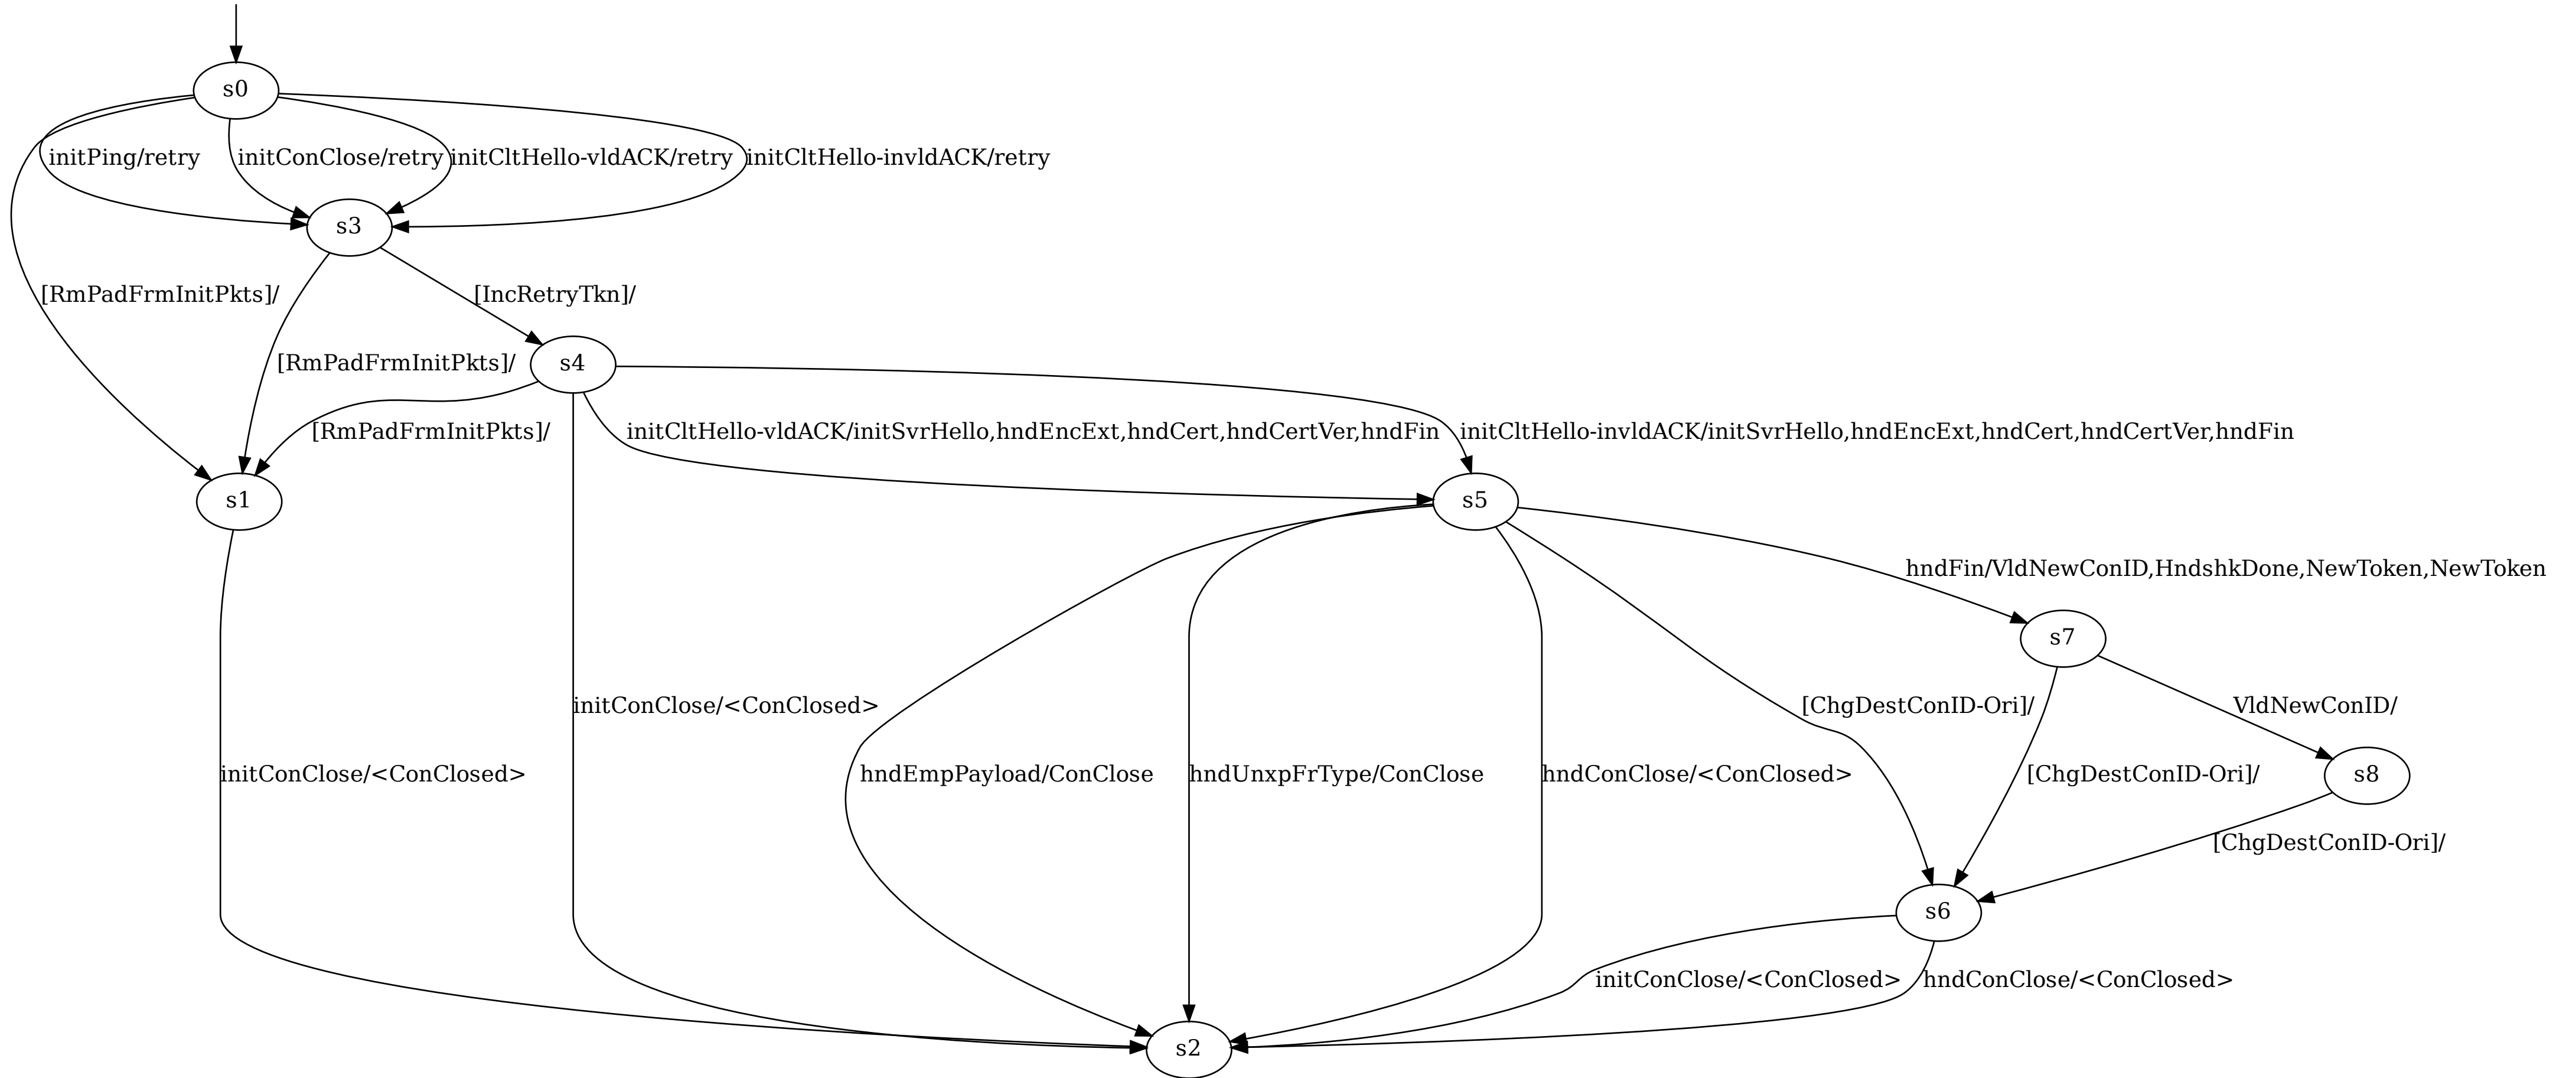 s0
initPing/retry
initConClose/retry
initCltHello-vldACK/retry
initCltHello-invldACK/retry
s3
[RmPadFrmInitPkts]/
[IncRetryTkn]/
[RmPadFrmInitPkts]/
s4
[RmPadFrmInitPkts]/
initCltHello-vldACK/initSvrHello,hndEncExt,hndCert,hndCertVer,hndFin
initCltHello-invldACK/initSvrHello,hndEncExt,hndCert,hndCertVer,hndFin
s1
s5
hndFin/VldNewConID,HndshkDone,NewToken,NewToken
s7
initConClose/<ConClosed>
[ChgDestConID-Ori]/
VldNewConID/
initConClose/<ConClosed>
hndEmpPayload/ConClose
hndUnxpFrType/ConClose
hndConClose/<ConClosed>
[ChgDestConID-Ori]/
s8
[ChgDestConID-Ori]/
s6
initConClose/<ConClosed>
hndConClose/<ConClosed>
s2